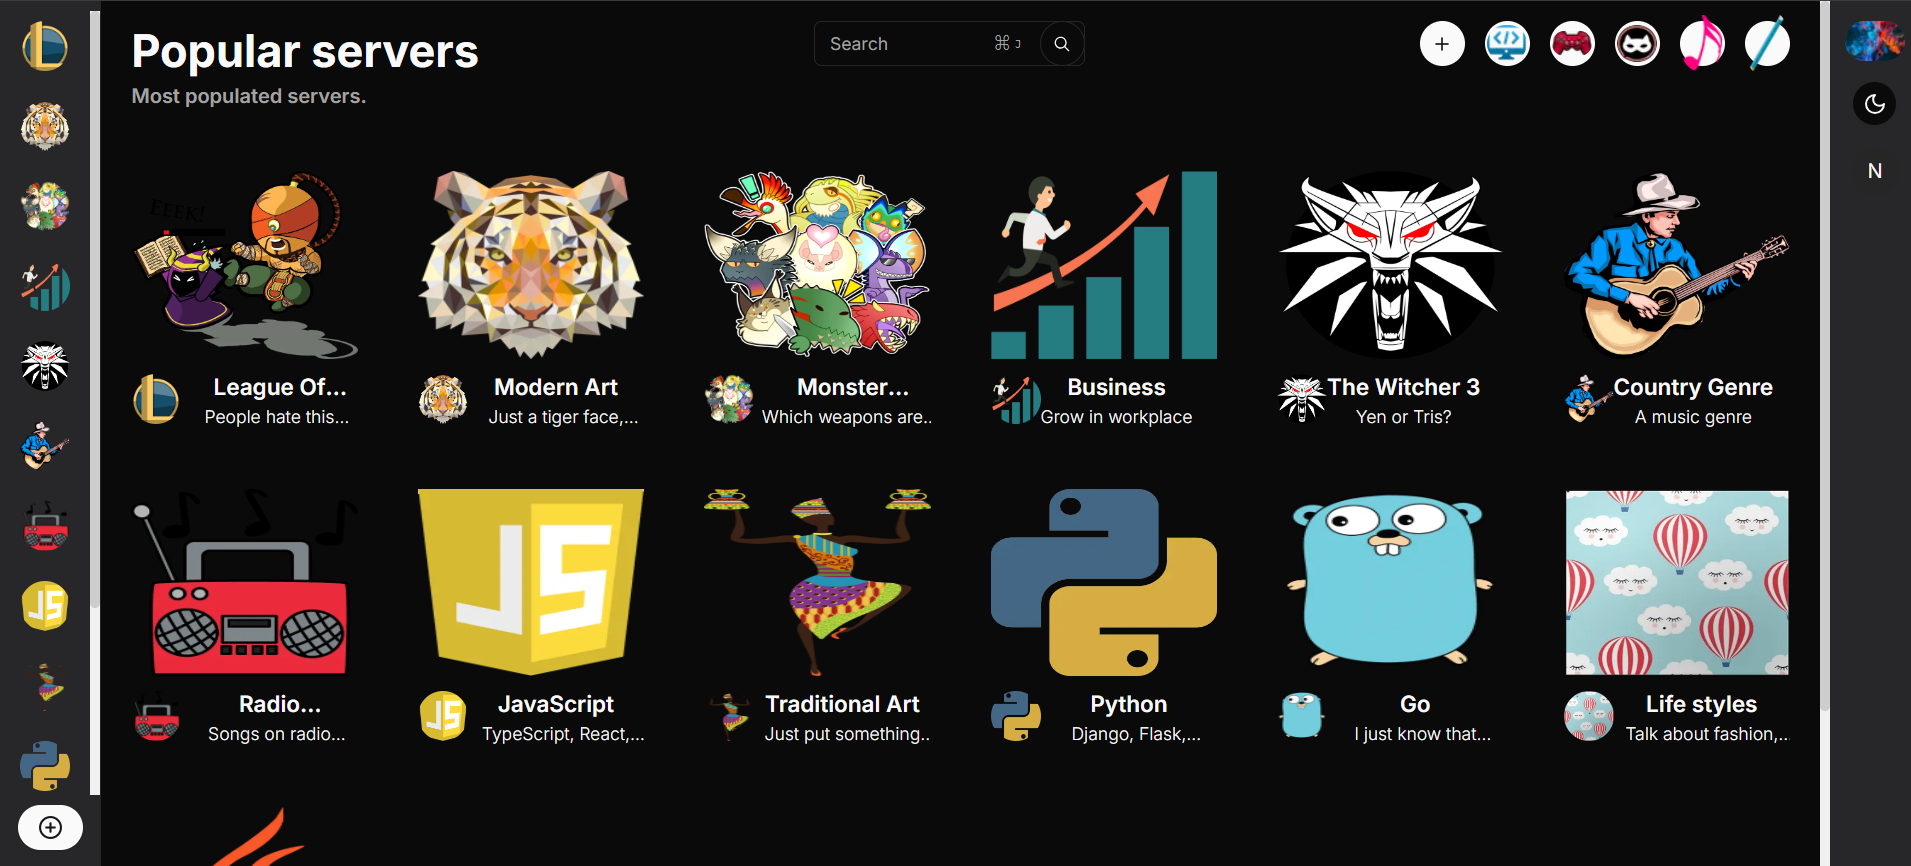 Popular servers
Most populated servers.
Search
⌘ J
N
EEEK!
League Of...
People hate this...
Modern Art
Just a tiger face,...
Monster...
Which weapons are..
Business
Grow in workplace
The Witcher 3
Yen or Tris?
Country Genre
A music genre
JS
Radio...
Songs on radio...
JavaScript
TypeScript, React,...
Traditional Art
Just put something..
Python
Django, Flask,...
Go
I just know that...
Life styles
Talk about fashion,..
JS
JS